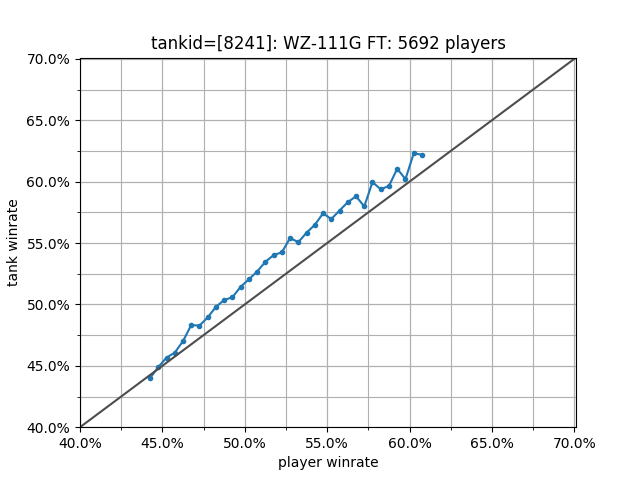 tankid=[8241]: WZ-111G FT: 5692 players
70.0%
65.0%
60.0%
55.0%
50.0%
45.0%
40.0%
tank winrate
40.0% 45.0% 50.0% 55.0% 60.0% 65.0% 70.0%
player winrate